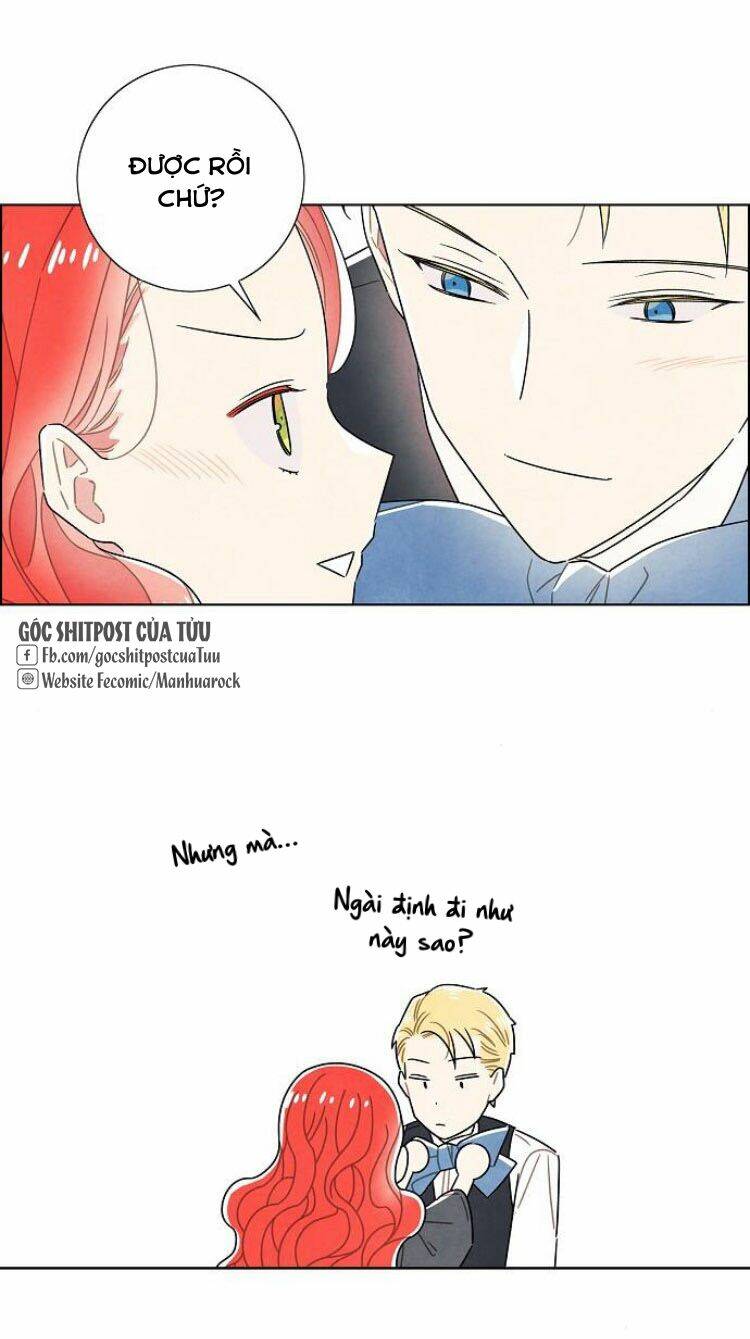 ĐƯỢC RỒI
CHỨ?
GÓC SHITPOST CỦA TỬU
Fb.com/gocshitpostcuaTuu
Website Fecomic/Manhuarock
Nhưng mà...
Ngài định đi như
này sao?